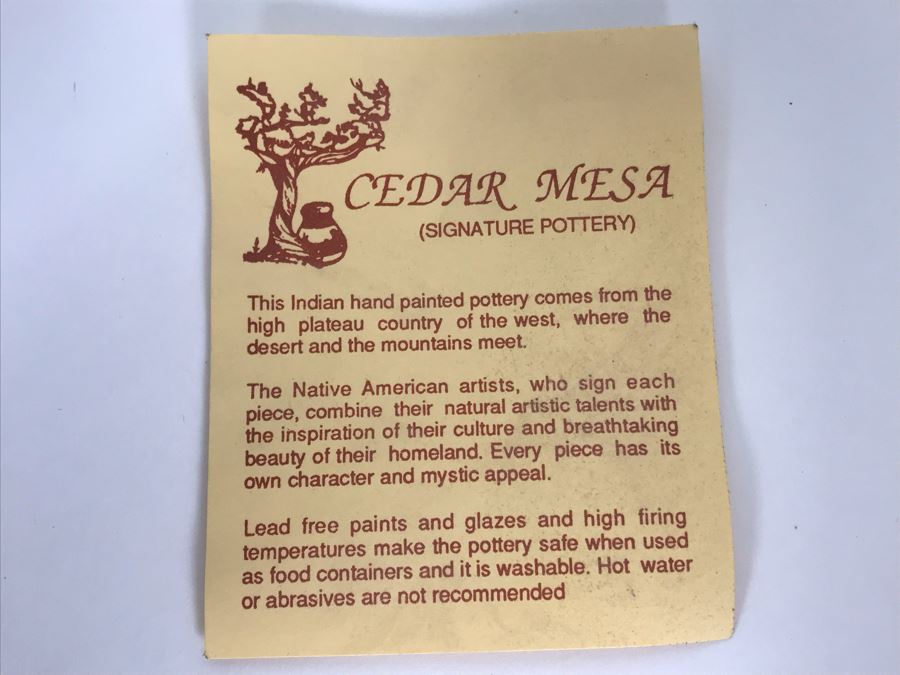 CEDAR MESA
(SIGNATURE POTTERY)
This Indian hand painted pottery comes from the
high plateau country of the west, where the
desert and the mountains meet.
The Native American artists, who sign each
piece, combine their natural artistic talents with
the inspiration of their culture and breathtaking
beauty of their homeland. Every piece has its
own character and mystic appeal.
Lead free paints and glazes and high firing
temperatures make the pottery safe when used
as food containers and it is washable. Hot water
or abrasives are not recommended